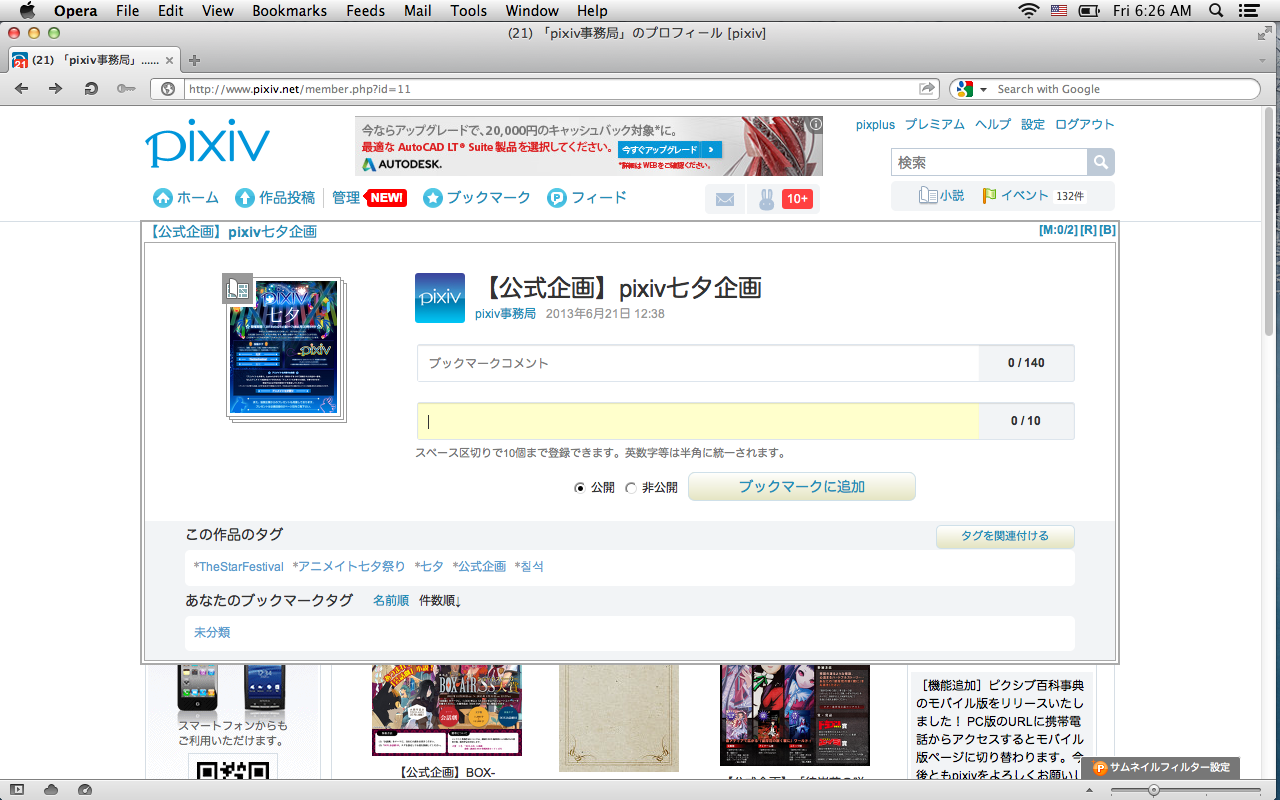 Opera File Edit View Bookmarks Feeds Mail Tools Window Help Fri 6:26 AM
(21) 「pixiv事務局」のプロフィール [pixiv]
(21) 「pixiv事務局」......
http://www.pixiv.net/member.php?id=11
Search with Google
pixiv
今ならアップグレードで、20,000円のキャッシュバック対象*に。
最適な AutoCAD LT® Suite 製品を選択してください。
今すぐアップグレード
AUTODESK.
*詳細は WEBをご確認ください。
pixplus プレミアム ヘルプ 設定 ログアウト
検索
ホーム 作品投稿 管理 NEW! ブックマーク フィード
10+
小説 イベント 132件
【公式企画】pixiv七夕企画
[M:0/2] [R] [B]
pixiv
七夕
pixiv
【公式企画】pixiv七夕企画
pixiv事務局 2013年6月21日 12:38
ブックマークコメント 0 / 140
0 / 10
スペース区切りで10個まで登録できます。英数字等は半角に統一されます。
公開 非公開 ブックマークに追加
この作品のタグ
タグを関連付ける
*TheStarFestival *アニメイト七夕祭り *七夕 *公式企画 *칠석
あなたのブックマークタグ 名前順 件数順↓
未分類
スマートフォンからも
ご利用いただけます。
BOX-AIR
会話劇
【公式企画】BOX-
［機能追加］ピクシブ百科事典
のモバイル版をリリースいたし
ました！ PC版のURLに携帯電
話からアクセスするとモバイル
版ページに切り替わります。今
後ともpixivをよろしくお願いし
サムネイルフィルター設定